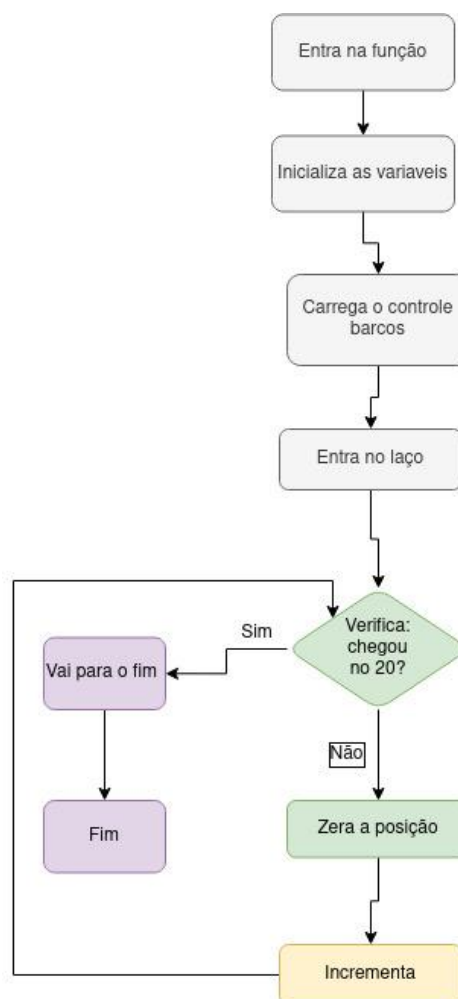 Entra na função
Inicializa as variaveis
Carrega o controle
barcos
Entra no laço
Verifica:
chegou
no 20?
Sim
Vai para o fim
Não
Fim
Zera a posição
Incrementa